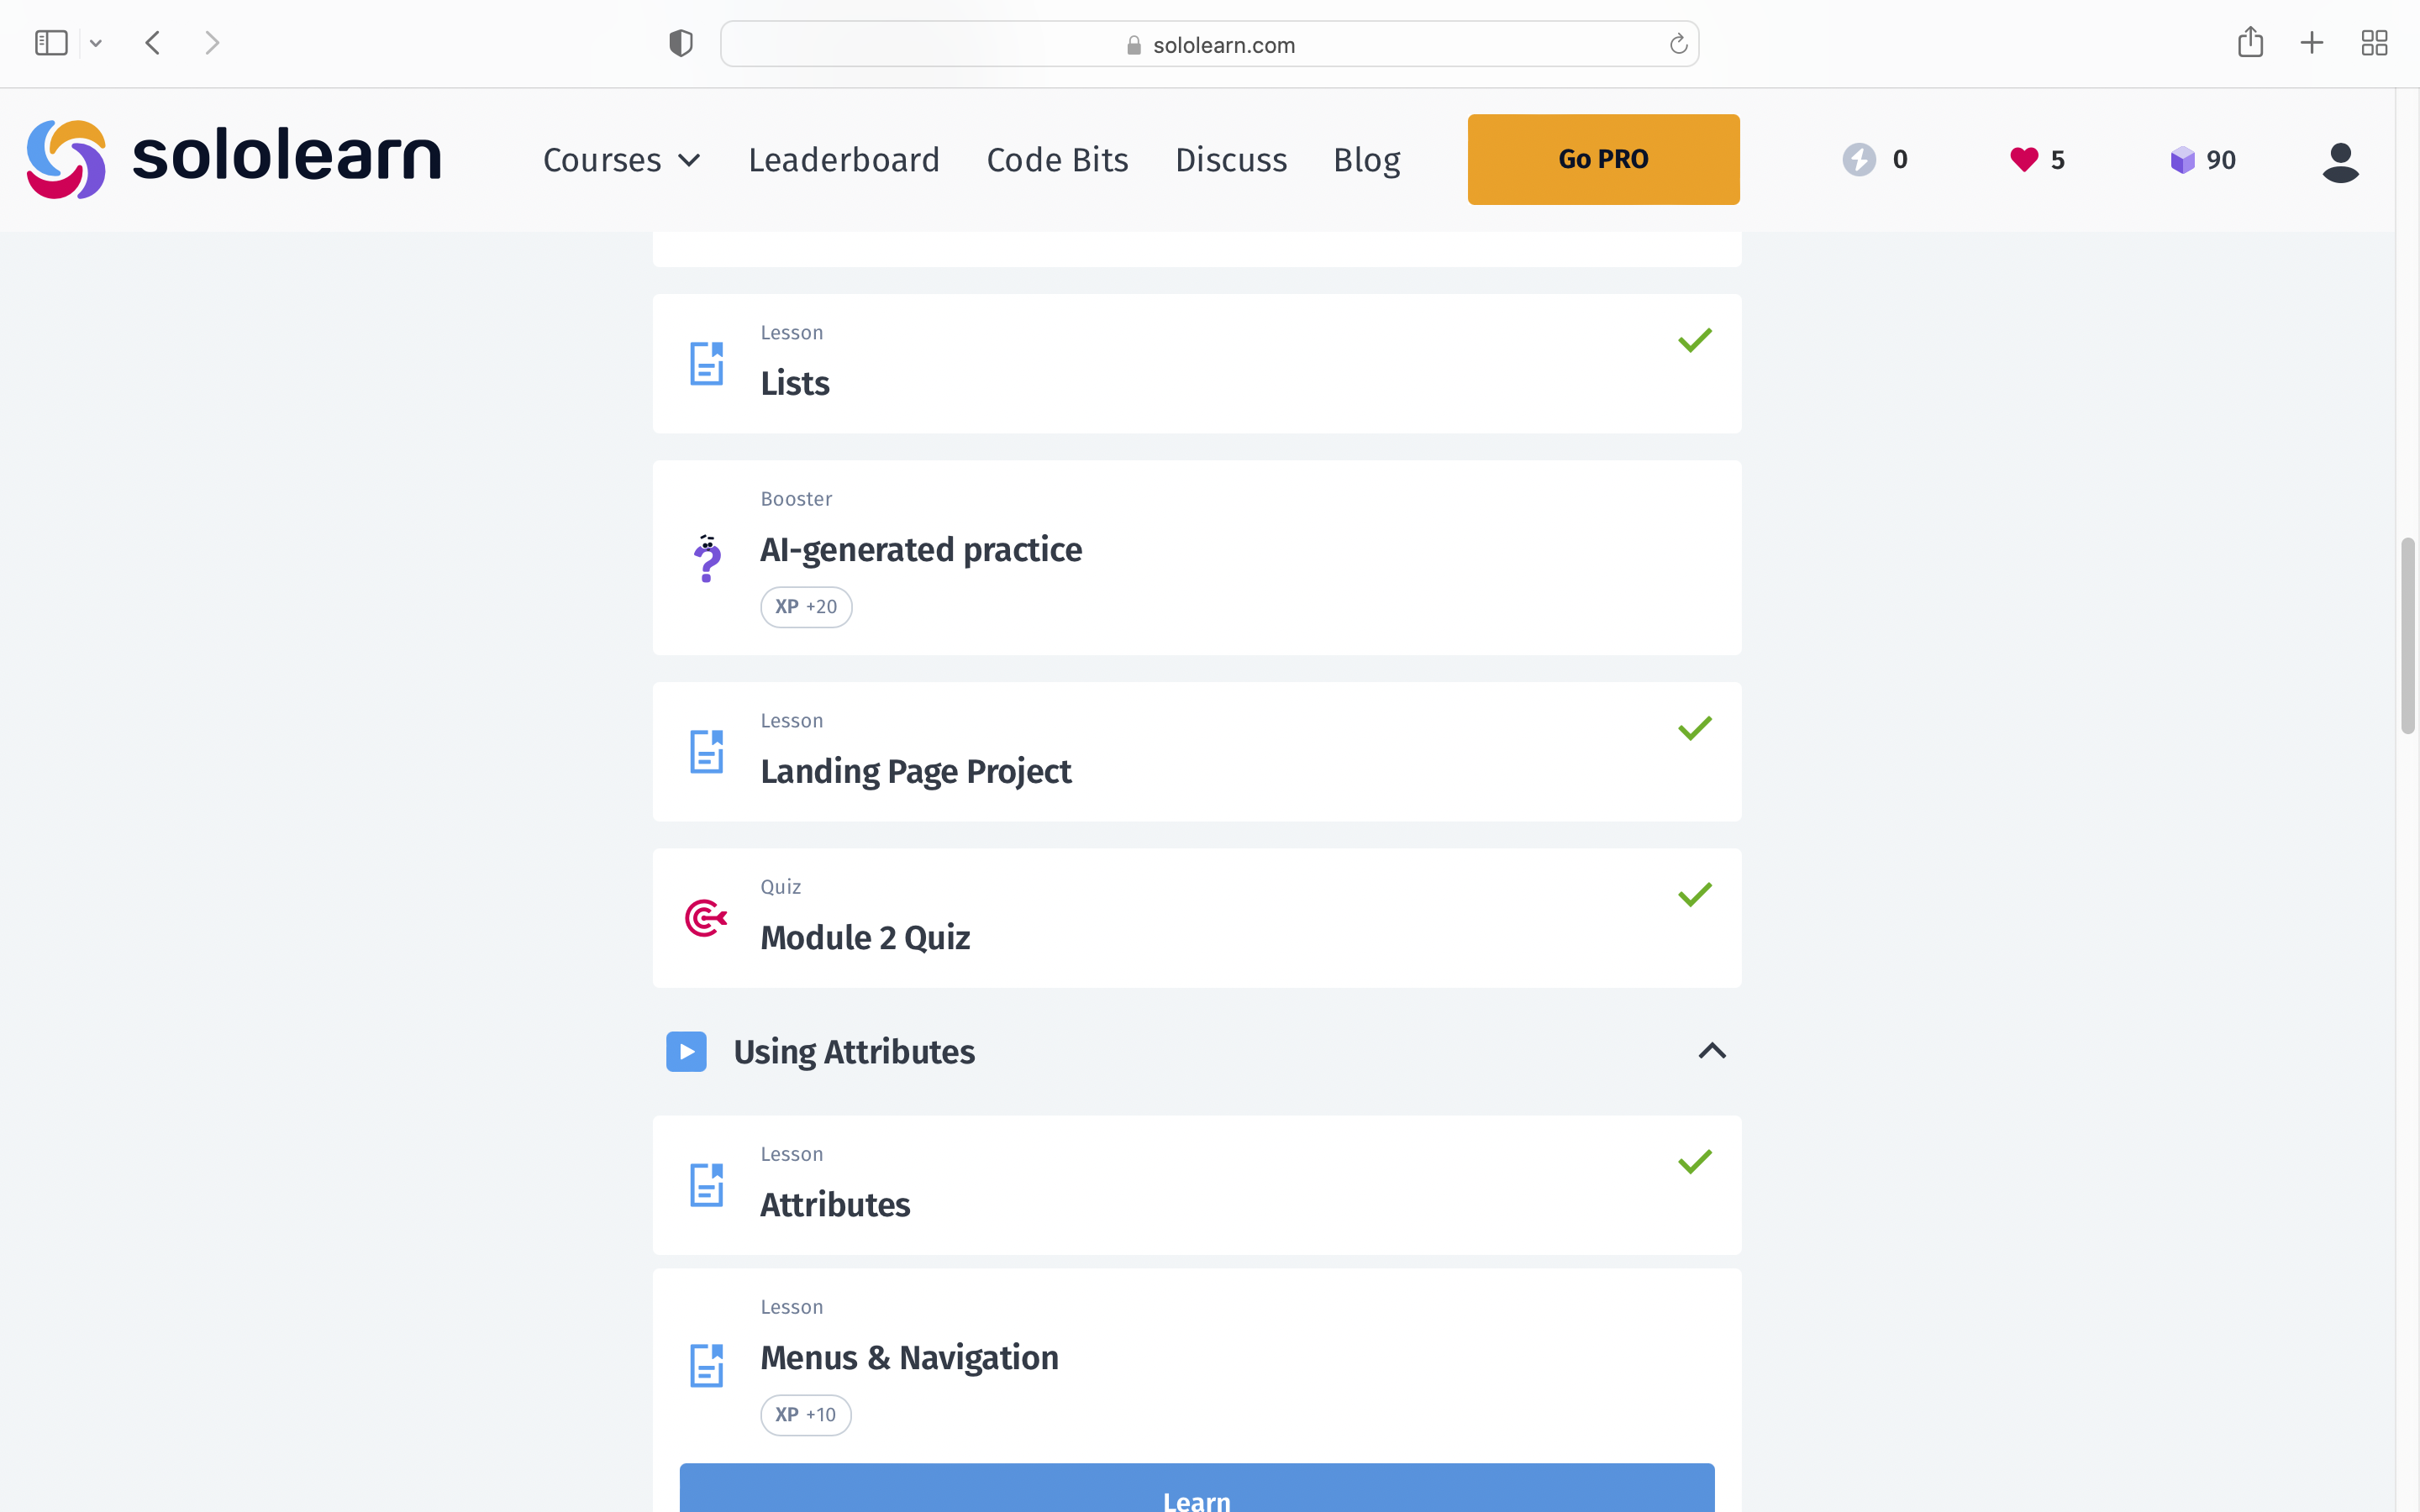 sololearn.com
sololearn
Courses Leaderboard Code Bits Discuss Blog Go PRO 0 5 90
Lesson
Lists
Booster
AI-generated practice
XP +20
Lesson
Landing Page Project
Quiz
Module 2 Quiz
Using Attributes
Lesson
Attributes
Lesson
Menus & Navigation
XP +10
Learn